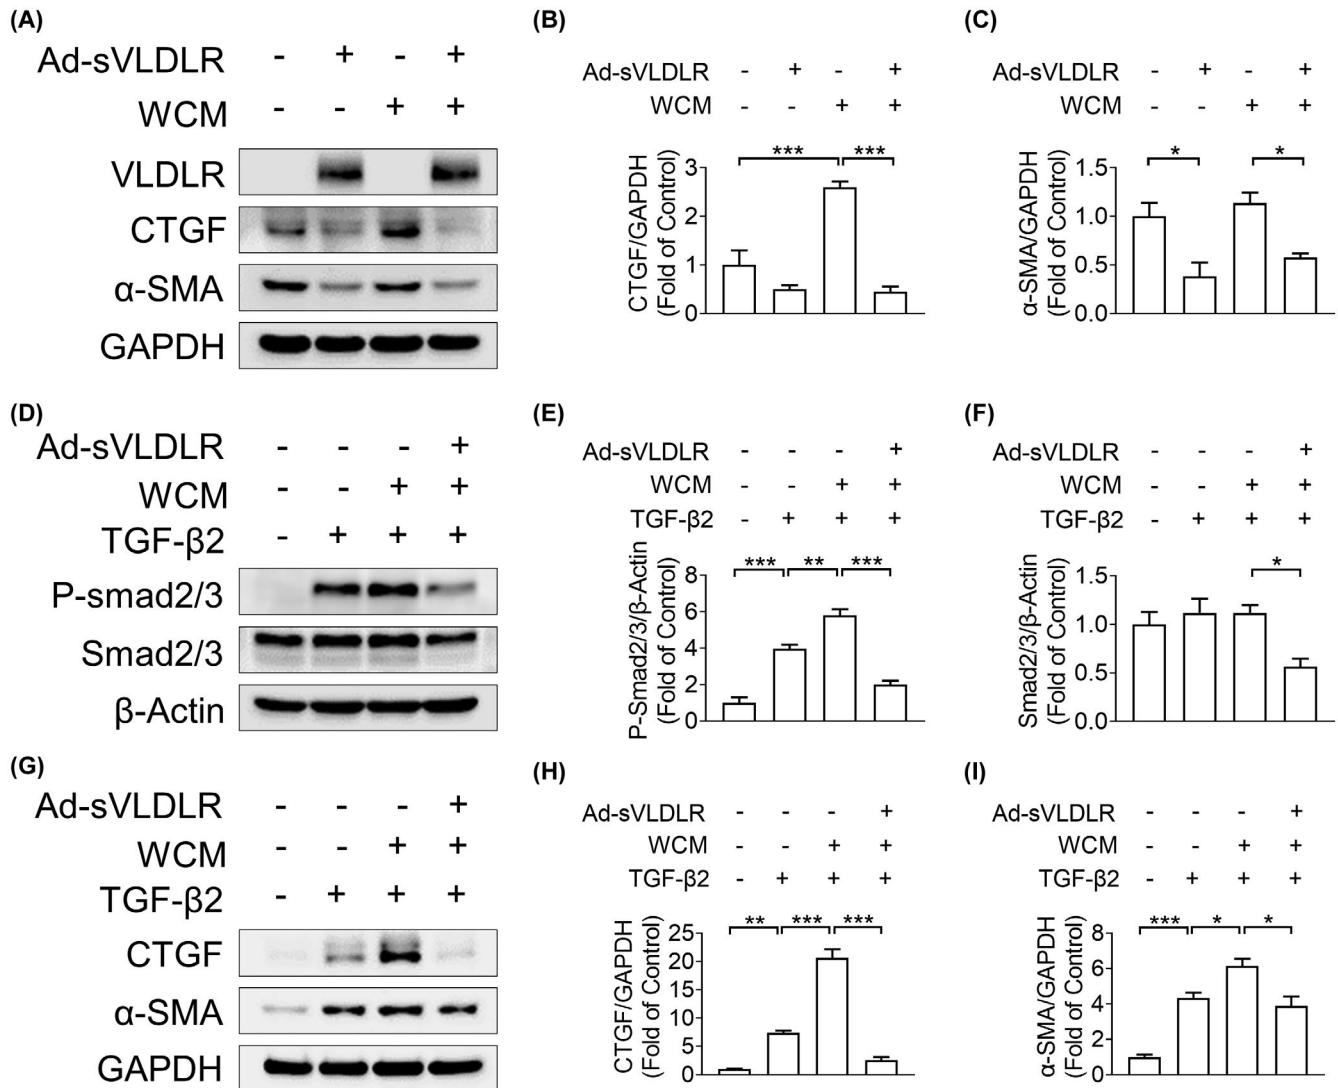 (A)
Ad-sVLDLR - + - +
WCM - - + +
VLDLR
CTGF
α-SMA
GAPDH
(B)
Ad-sVLDLR - + - +
WCM - - + +
*** ***
CTGF/GAPDH
(Fold of Control)
3
2
1
0
(C)
Ad-sVLDLR - + - +
WCM - - + +
* *
α-SMA/GAPDH
(Fold of Control)
1.5
1.0
0.5
0.0
(D)
Ad-sVLDLR - - - +
WCM - - + +
TGF-β2 - + + +
P-smad2/3
Smad2/3
β-Actin
(E)
Ad-sVLDLR - - - +
WCM - - + +
TGF-β2 - + + +
*** ** ***
P-Smad2/3/β-Actin
(Fold of Control)
8
6
4
2
0
(F)
Ad-sVLDLR - - - +
WCM - - + +
TGF-β2 - + + +
*
Smad2/3/β-Actin
(Fold of Control)
1.5
1.0
0.5
0.0
(G)
Ad-sVLDLR - - - +
WCM - - + +
TGF-β2 - + + +
CTGF
α-SMA
GAPDH
(H)
Ad-sVLDLR - - - +
WCM - - + +
TGF-β2 - + + +
** *** ***
CTGF/GAPDH
(Fold of Control)
25
20
15
10
5
0
(I)
Ad-sVLDLR - - - +
WCM - - + +
TGF-β2 - + + +
*** * *
α-SMA/GAPDH
(Fold of Control)
8
6
4
2
0